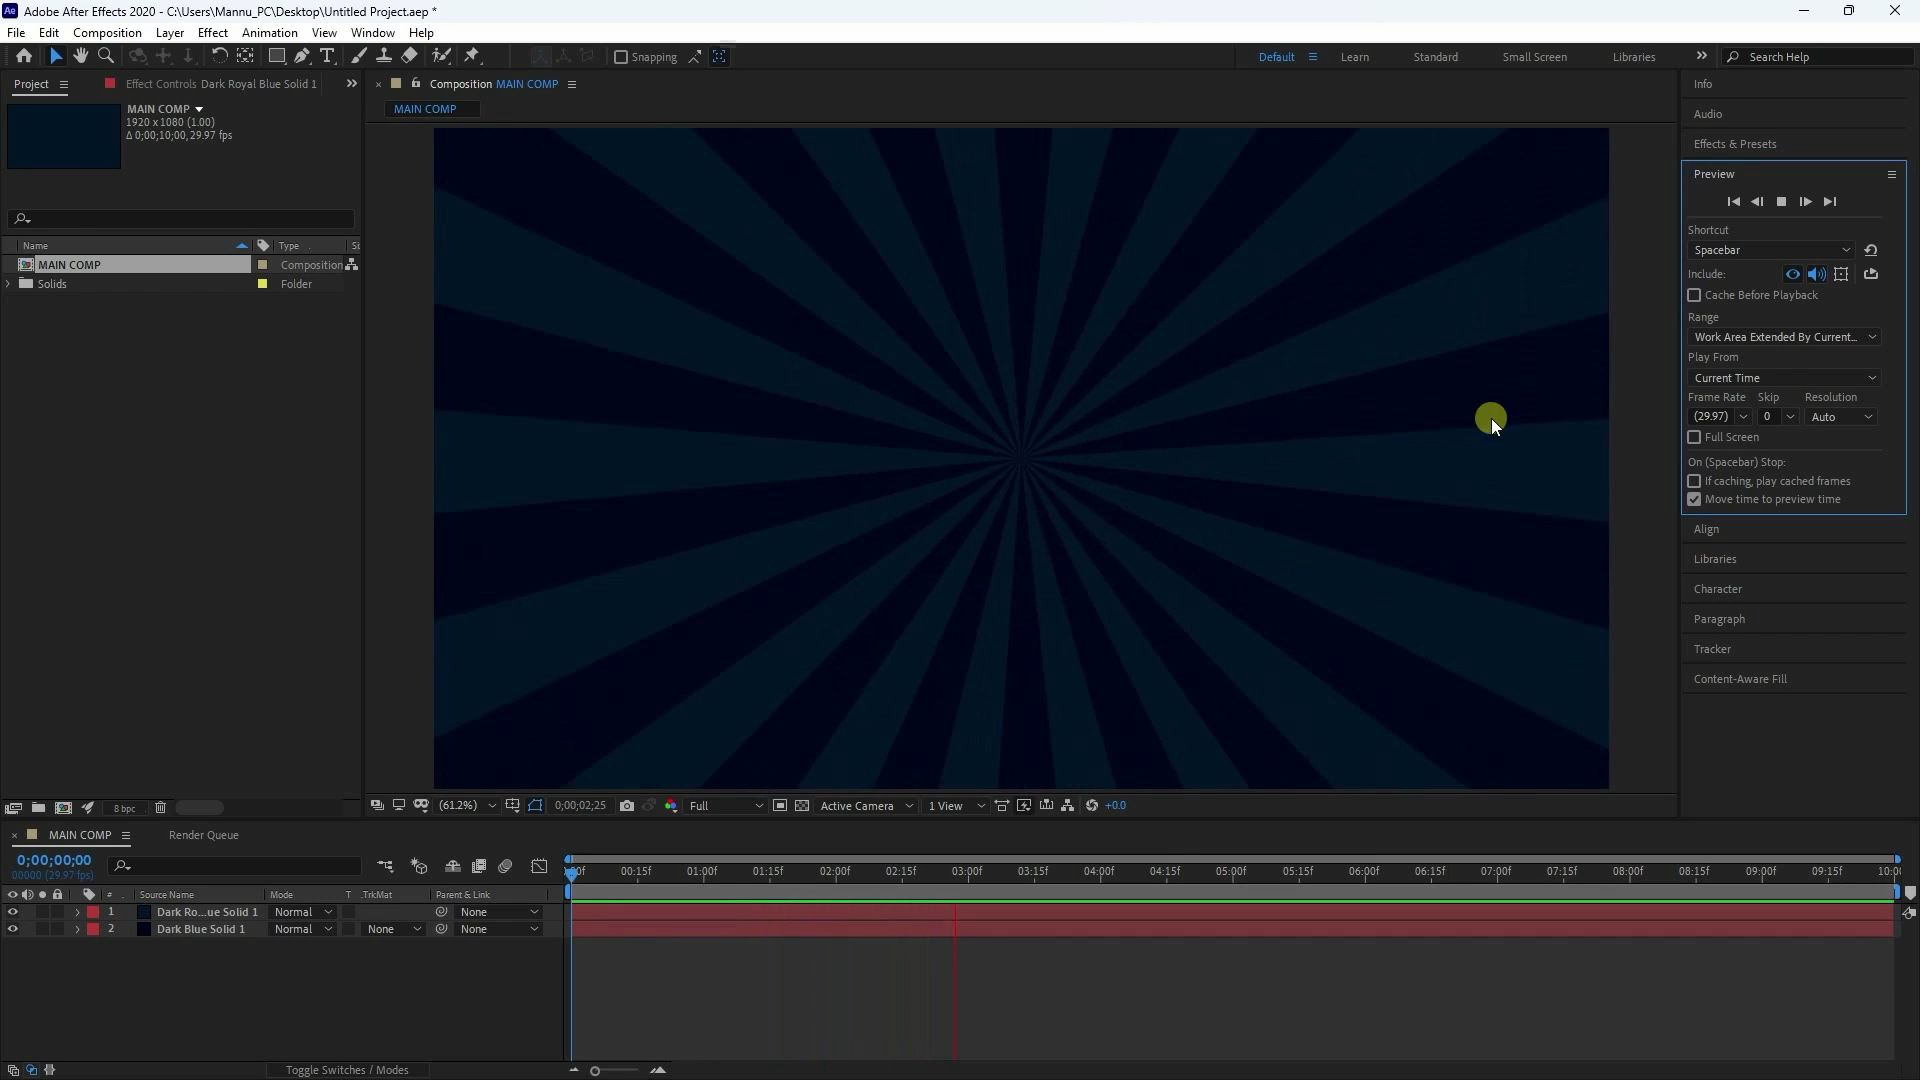 Adobe After Effects 2020 - C:\Users\Mannu_PC\Desktop\Untitled Project.aep *
File Edit Composition Layer Effect Animation View Window Help
Snapping
Default Learn Standard Small Screen Libraries Search Help
Project Effect Controls Dark Royal Blue Solid 1
MAIN COMP
1920 x 1080 (1.00)
Δ 0;00;10;00, 29.97 fps
Name Type Si
MAIN COMP Composition
Solids Folder
8 bpc
Composition MAIN COMP
MAIN COMP
(61.2%) 0;00;02;25 Full Active Camera 1 View +0.0
Info
Audio
Effects & Presets
Preview
Shortcut
Spacebar
Include:
Cache Before Playback
Range
Work Area Extended By Current...
Play From
Current Time
Frame Rate Skip Resolution
(29.97) 0 Auto
Full Screen
On (Spacebar) Stop:
If caching, play cached frames
Move time to preview time
Align
Libraries
Character
Paragraph
Tracker
Content-Aware Fill
MAIN COMP Render Queue
0;00;00;00
00000 (29.97 fps)
00f 00:15f 01:00f 01:15f 02:00f 02:15f 03:00f 03:15f 04:00f 04:15f 05:00f 05:15f 06:00f 06:15f 07:00f 07:15f 08:00f 08:15f 09:00f 09:15f 10:00
# Source Name Mode T .TrkMat Parent & Link
1 Dark Ro...ue Solid 1 Normal None
2 Dark Blue Solid 1 Normal None None
Toggle Switches / Modes